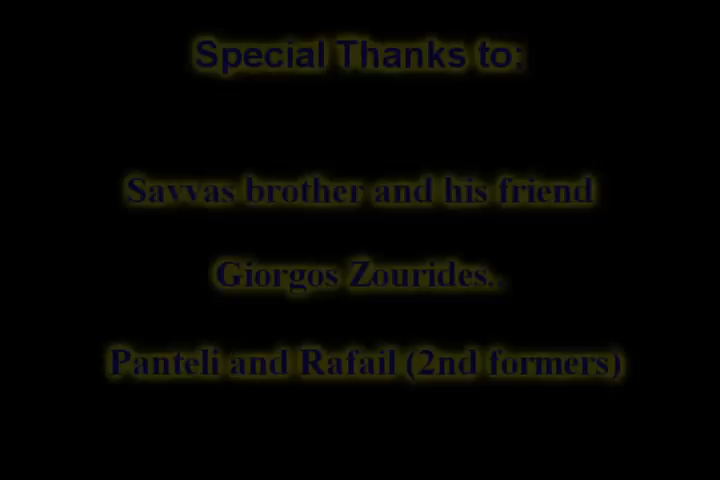 Special Thanks to:
Savvas brother and his friend
Giorgos Zourides..
Panteli and Rafail (2nd formers)